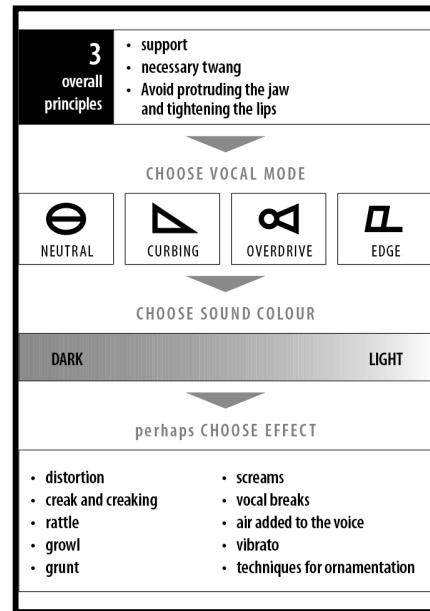 3
overall
principles
• support
• necessary twang
• Avoid protruding the jaw
and tightening the lips
CHOOSE VOCAL MODE
NEUTRAL
CURBING
OVERDRIVE
EDGE
CHOOSE SOUND COLOUR
DARK
LIGHT
perhaps CHOOSE EFFECT
• distortion
• creak and creaking
• rattle
• growl
• grunt
• screams
• vocal breaks
• air added to the voice
• vibrato
• techniques for ornamentation